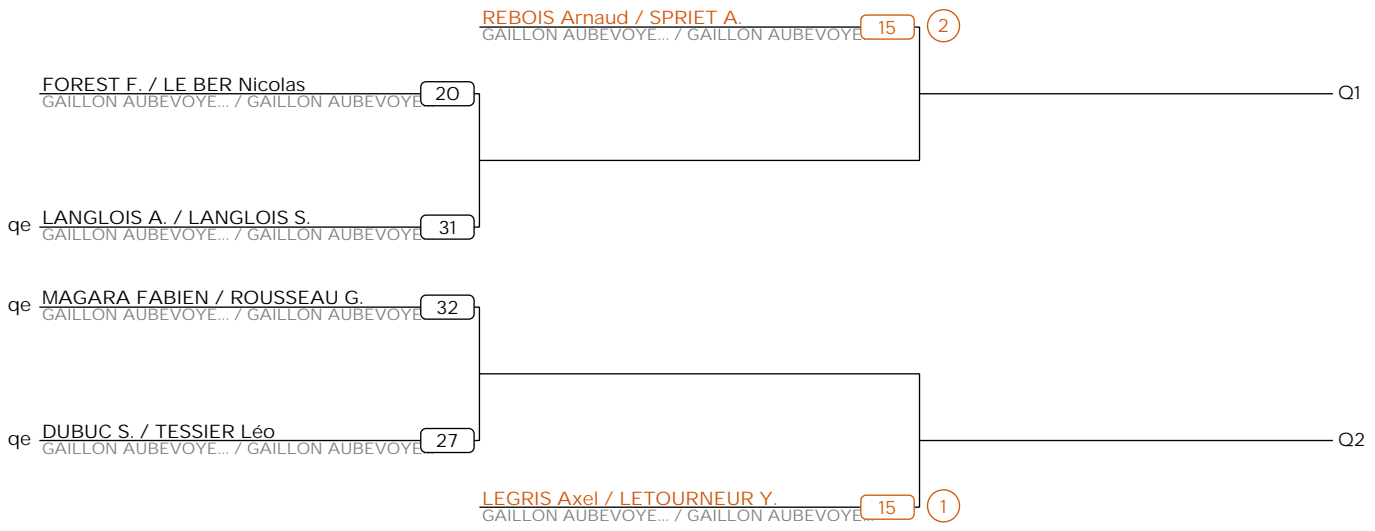 REBOIS Arnaud / SPRIET A. 15 2
GAILLON AUBEVOYE... / GAILLON AUBEVOYE...
FOREST F. / LE BER Nicolas 20
GAILLON AUBEVOYE... / GAILLON AUBEVOYE...
Q1
qe LANGLOIS A. / LANGLOIS S. 31
GAILLON AUBEVOYE... / GAILLON AUBEVOYE...
qe MAGARA FABIEN / ROUSSEAU G. 32
GAILLON AUBEVOYE... / GAILLON AUBEVOYE...
qe DUBUC S. / TESSIER Léo 27
GAILLON AUBEVOYE... / GAILLON AUBEVOYE...
Q2
LEGRIS Axel / LETOURNEUR Y. 15 1
GAILLON AUBEVOYE... / GAILLON AUBEVOYE...